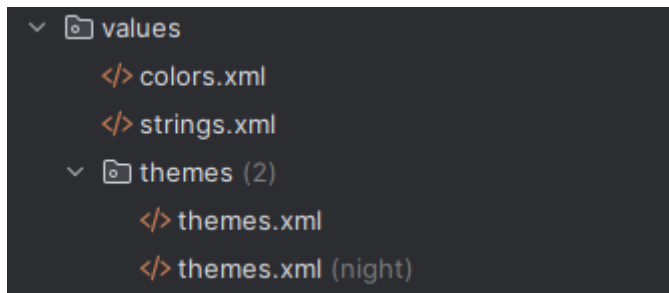 values
</> colors.xml
</> strings.xml
themes (2)
</> themes.xml
</> themes.xml (night)